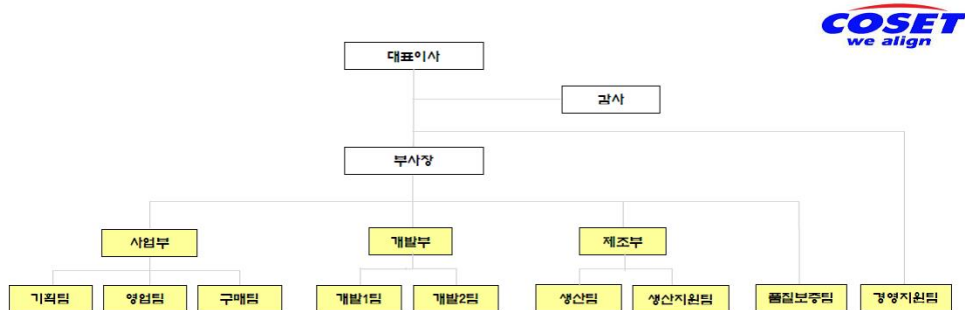 COSET
we align
대표이사
감사
부사장
사업부
개발부
제조부
기획팀
영업팀
구매팀
개발1팀
개발2팀
생산팀
생산지원팀
품질보증팀
경영지원팀